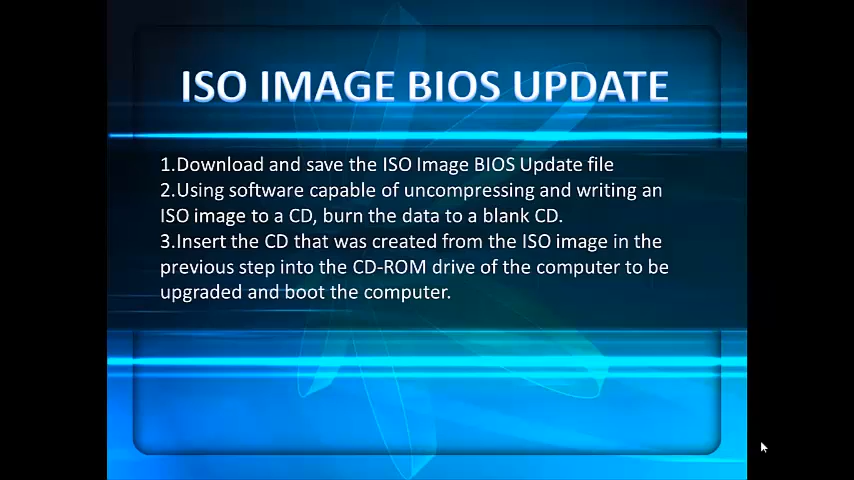 ISO IMAGE BIOS UPDATE
1.Download and save the ISO Image BIOS Update file
2.Using software capable of uncompressing and writing an
ISO image to a CD, burn the data to a blank CD.
3.Insert the CD that was created from the ISO image in the
previous step into the CD-ROM drive of the computer to be
upgraded and boot the computer.